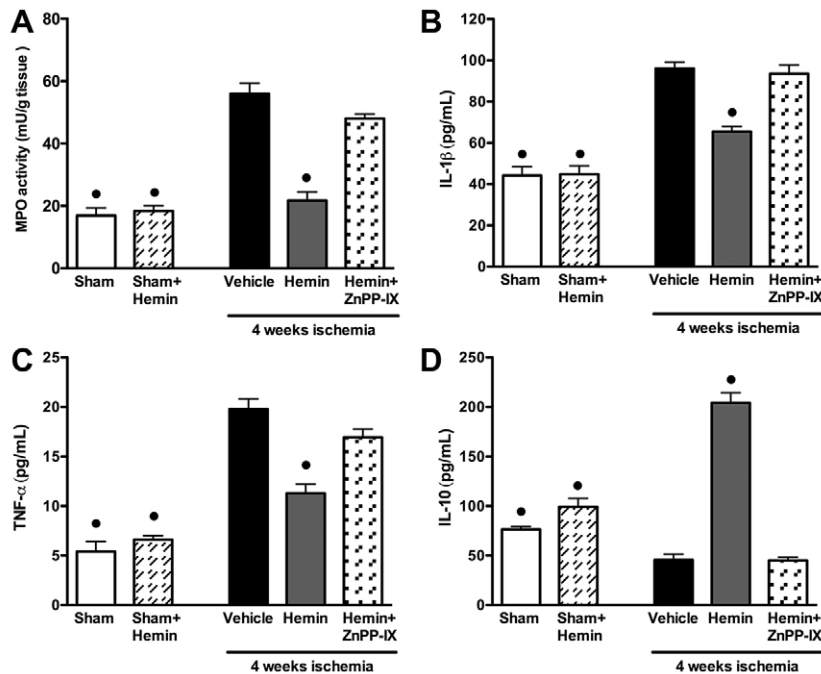 A
MPO activity (mU/g tissue )
80
60
40
20
0
Sham
Sham+
Hemin
Vehicle
Hemin
Hemin+
ZnPP-IX
4 weeks ischemia
B
IL-1β (pg/mL)
120
100
80
60
40
20
0
Sham
Sham+
Hemin
Vehicle
Hemin
Hemin+
ZnPP-IX
4 weeks ischemia
C
TNF-α (pg/mL)
25
20
15
10
5
0
Sham
Sham+
Hemin
Vehicle
Hemin
Hemin+
ZnPP-IX
4 weeks ischemia
D
IL-10 (pg/mL)
250
200
150
100
50
0
Sham
Sham+
Hemin
Vehicle
Hemin
Hemin+
ZnPP-IX
4 weeks ischemia